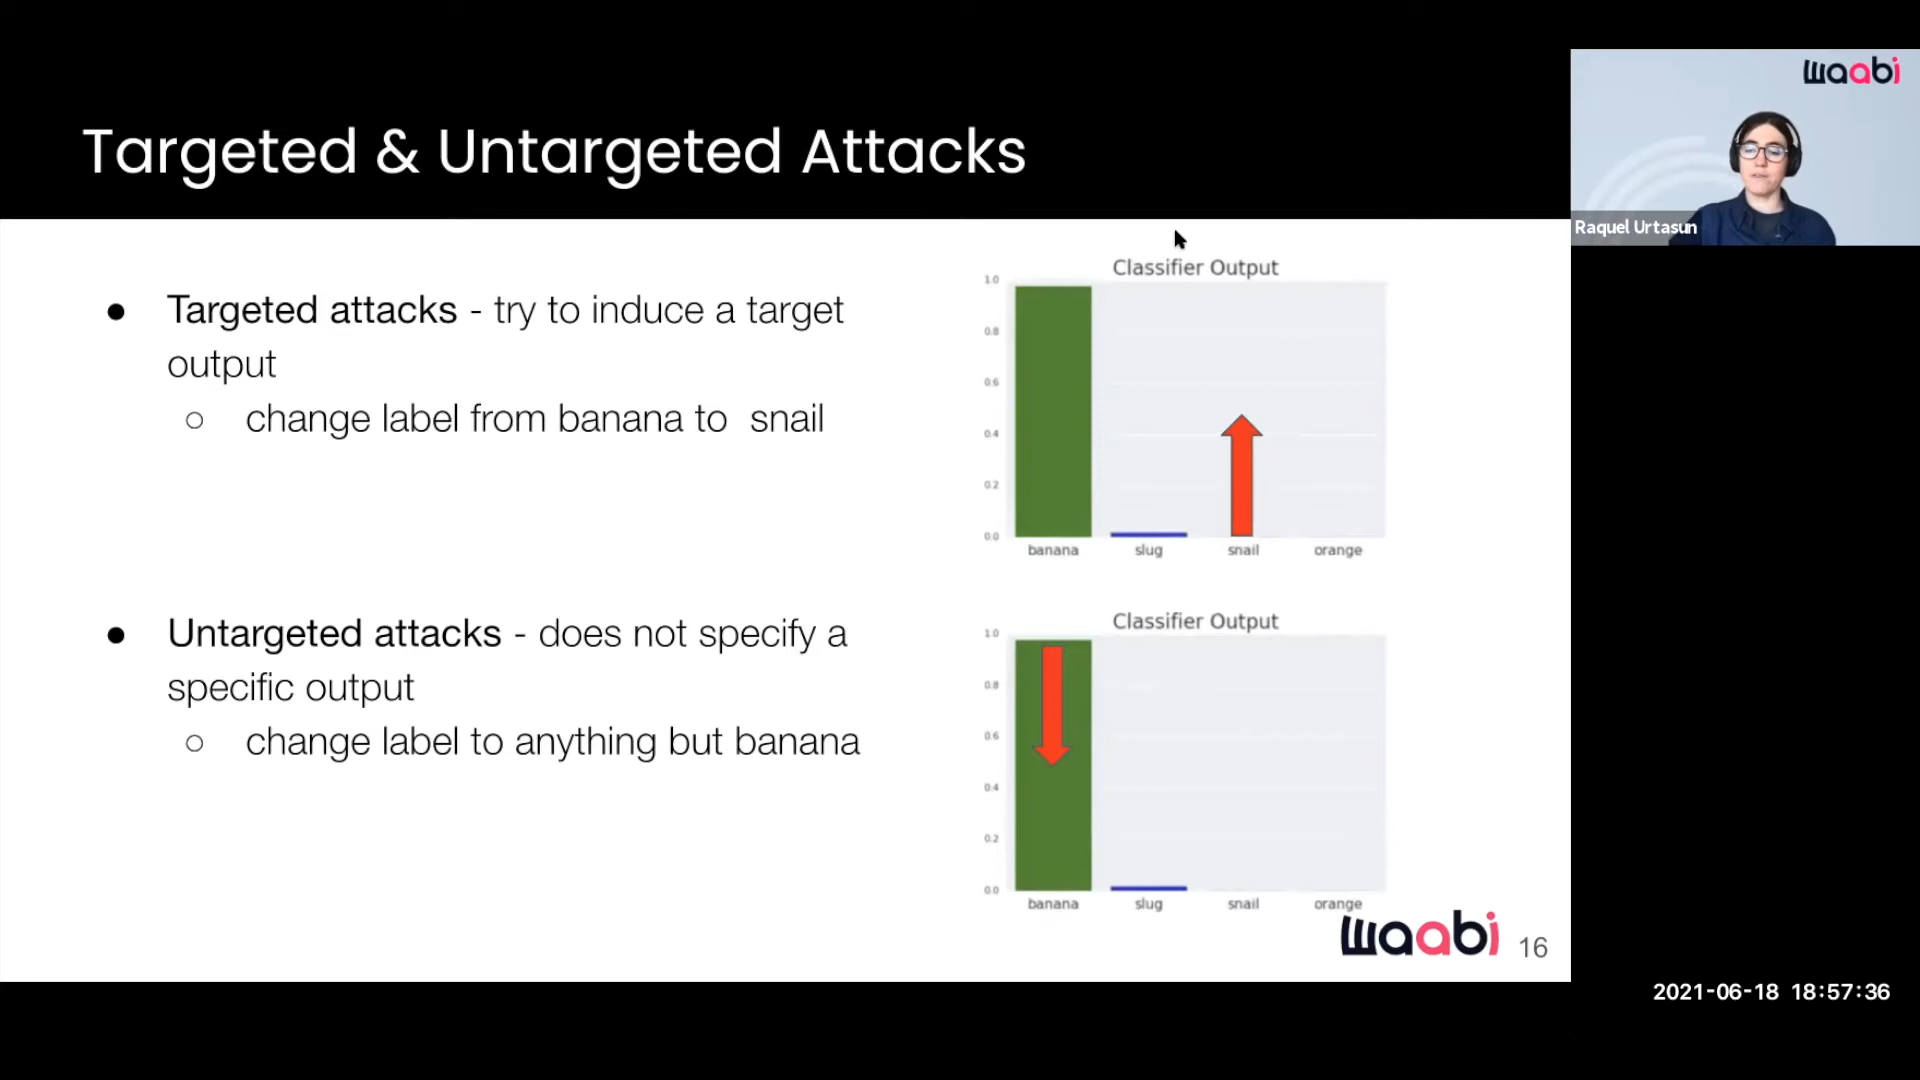 waabi
Raquel Urtasun
Targeted & Untargeted Attacks
● Targeted attacks - try to induce a target
output
○ change label from banana to snail
Classifier Output
1.0
0.8
0.6
0.4
0.2
0.0
banana slug snail orange
● Untargeted attacks - does not specify a
specific output
○ change label to anything but banana
Classifier Output
1.0
0.8
0.6
0.4
0.2
0.0
banana slug snail orange
waabi 16
2021-06-18 18:57:36